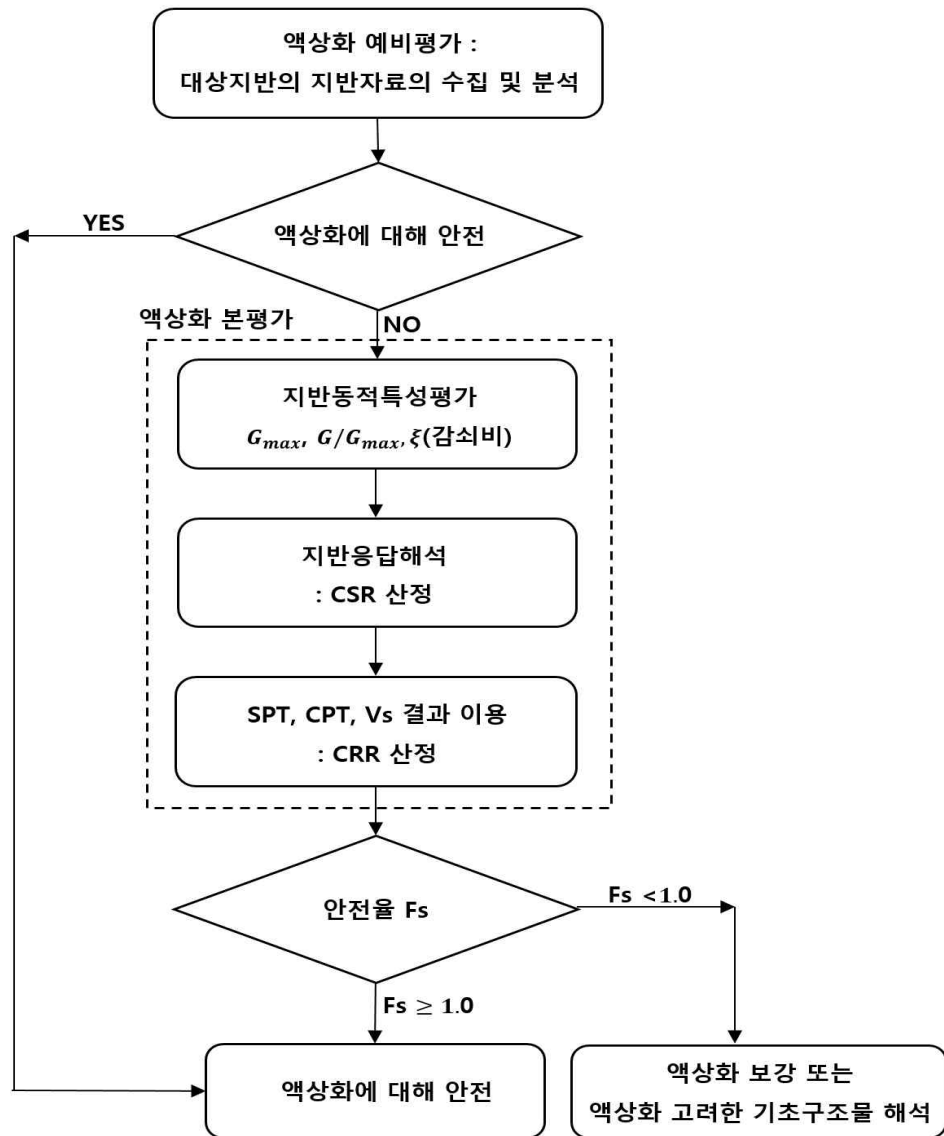 액상화 예비평가 :
대상지반의 지반자료의 수집 및 분석
YES
액상화에 대해 안전
액상화 본평가
NO
지반동적특성평가
G_max, G/G_max, ξ(감쇠비)
지반응답해석
: CSR 산정
SPT, CPT, Vs 결과 이용
: CRR 산정
안전율 Fs
Fs <1.0
Fs ≥ 1.0
액상화에 대해 안전
액상화 보강 또는
액상화 고려한 기초구조물 해석